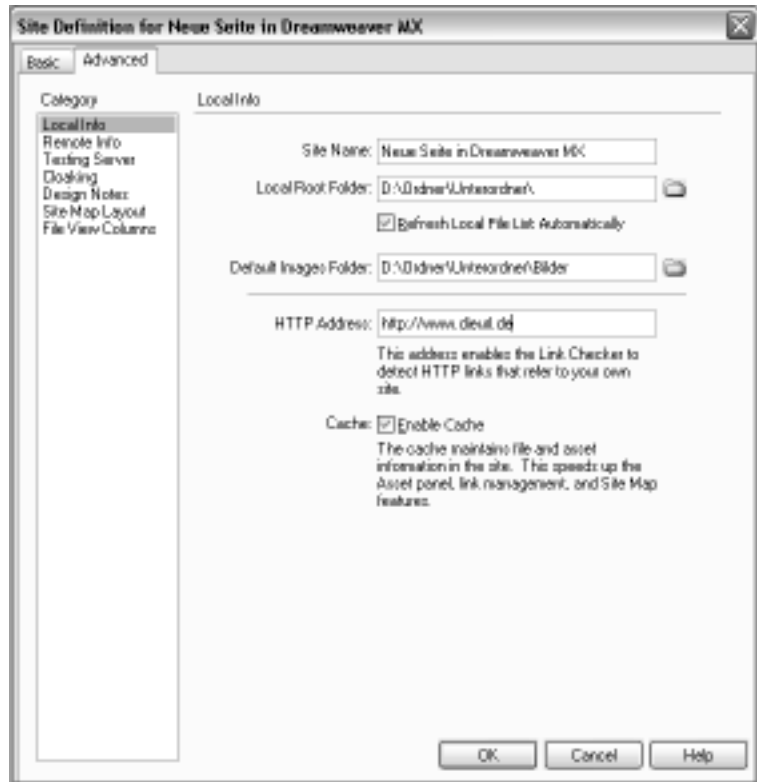 Site Definition for Neue Seite in Dreamweaver MX
Basic
Advanced
Category
Local Info
Remote Info
Testing Server
Cloaking
Design Notes
Site Map Layout
File View Columns
Local Info
Site Name: Neue Seite in Dreamweaver MX
Local Root Folder: D:\Ordner\Unterordner\
Refresh Local File List Automatically
Default Images Folder: D:\Ordner\Unterordner\Bilder
HTTP Address:
This address enables the Link Checker to
detect HTTP links that refer to your own
site.
Cache: Enable Cache
The cache maintains file and asset
information in the site. This speeds up the
Asset panel, link management, and Site Map
features.
OK
Cancel
Help